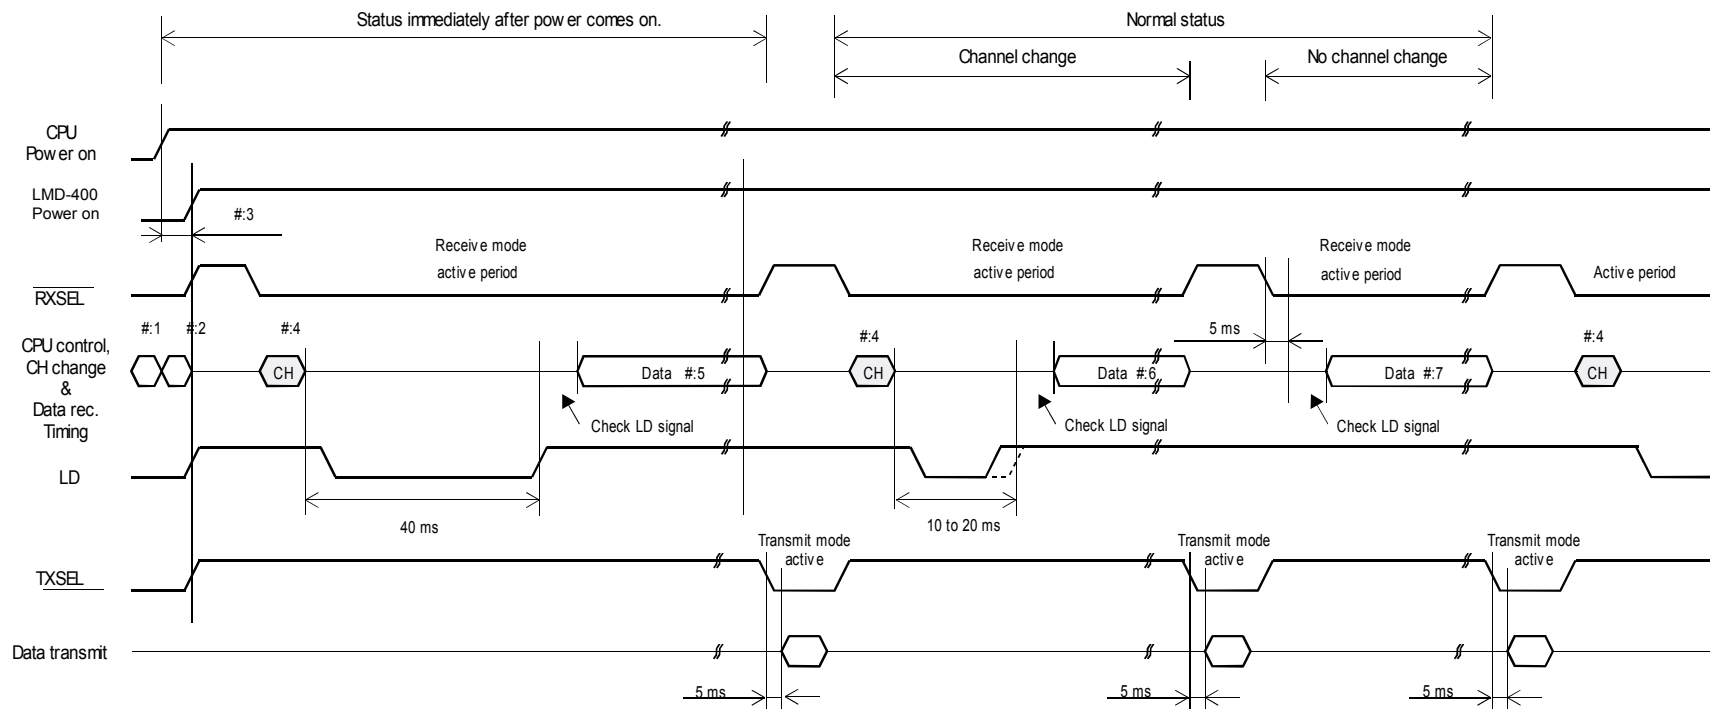 Status immediately after power comes on.
Normal status
Channel change
No channel change
CPU
Power on
LMD-400
Power on
#:3
Receive mode
active period
Receive mode
active period
Receive mode
active period
Active period
RXSEL
#:1
#:2
#:4
#:4
5 ms
#:4
CPU control,
CH change
&
Data rec.
Timing
CH
Data #:5
CH
Data #:6
Data #:7
CH
Check LD signal
Check LD signal
Check LD signal
LD
40 ms
10 to 20 ms
Transmit mode
active
Transmit mode
active
Transmit mode
active
TXSEL
Data transmit
5 ms
5 ms
5 ms